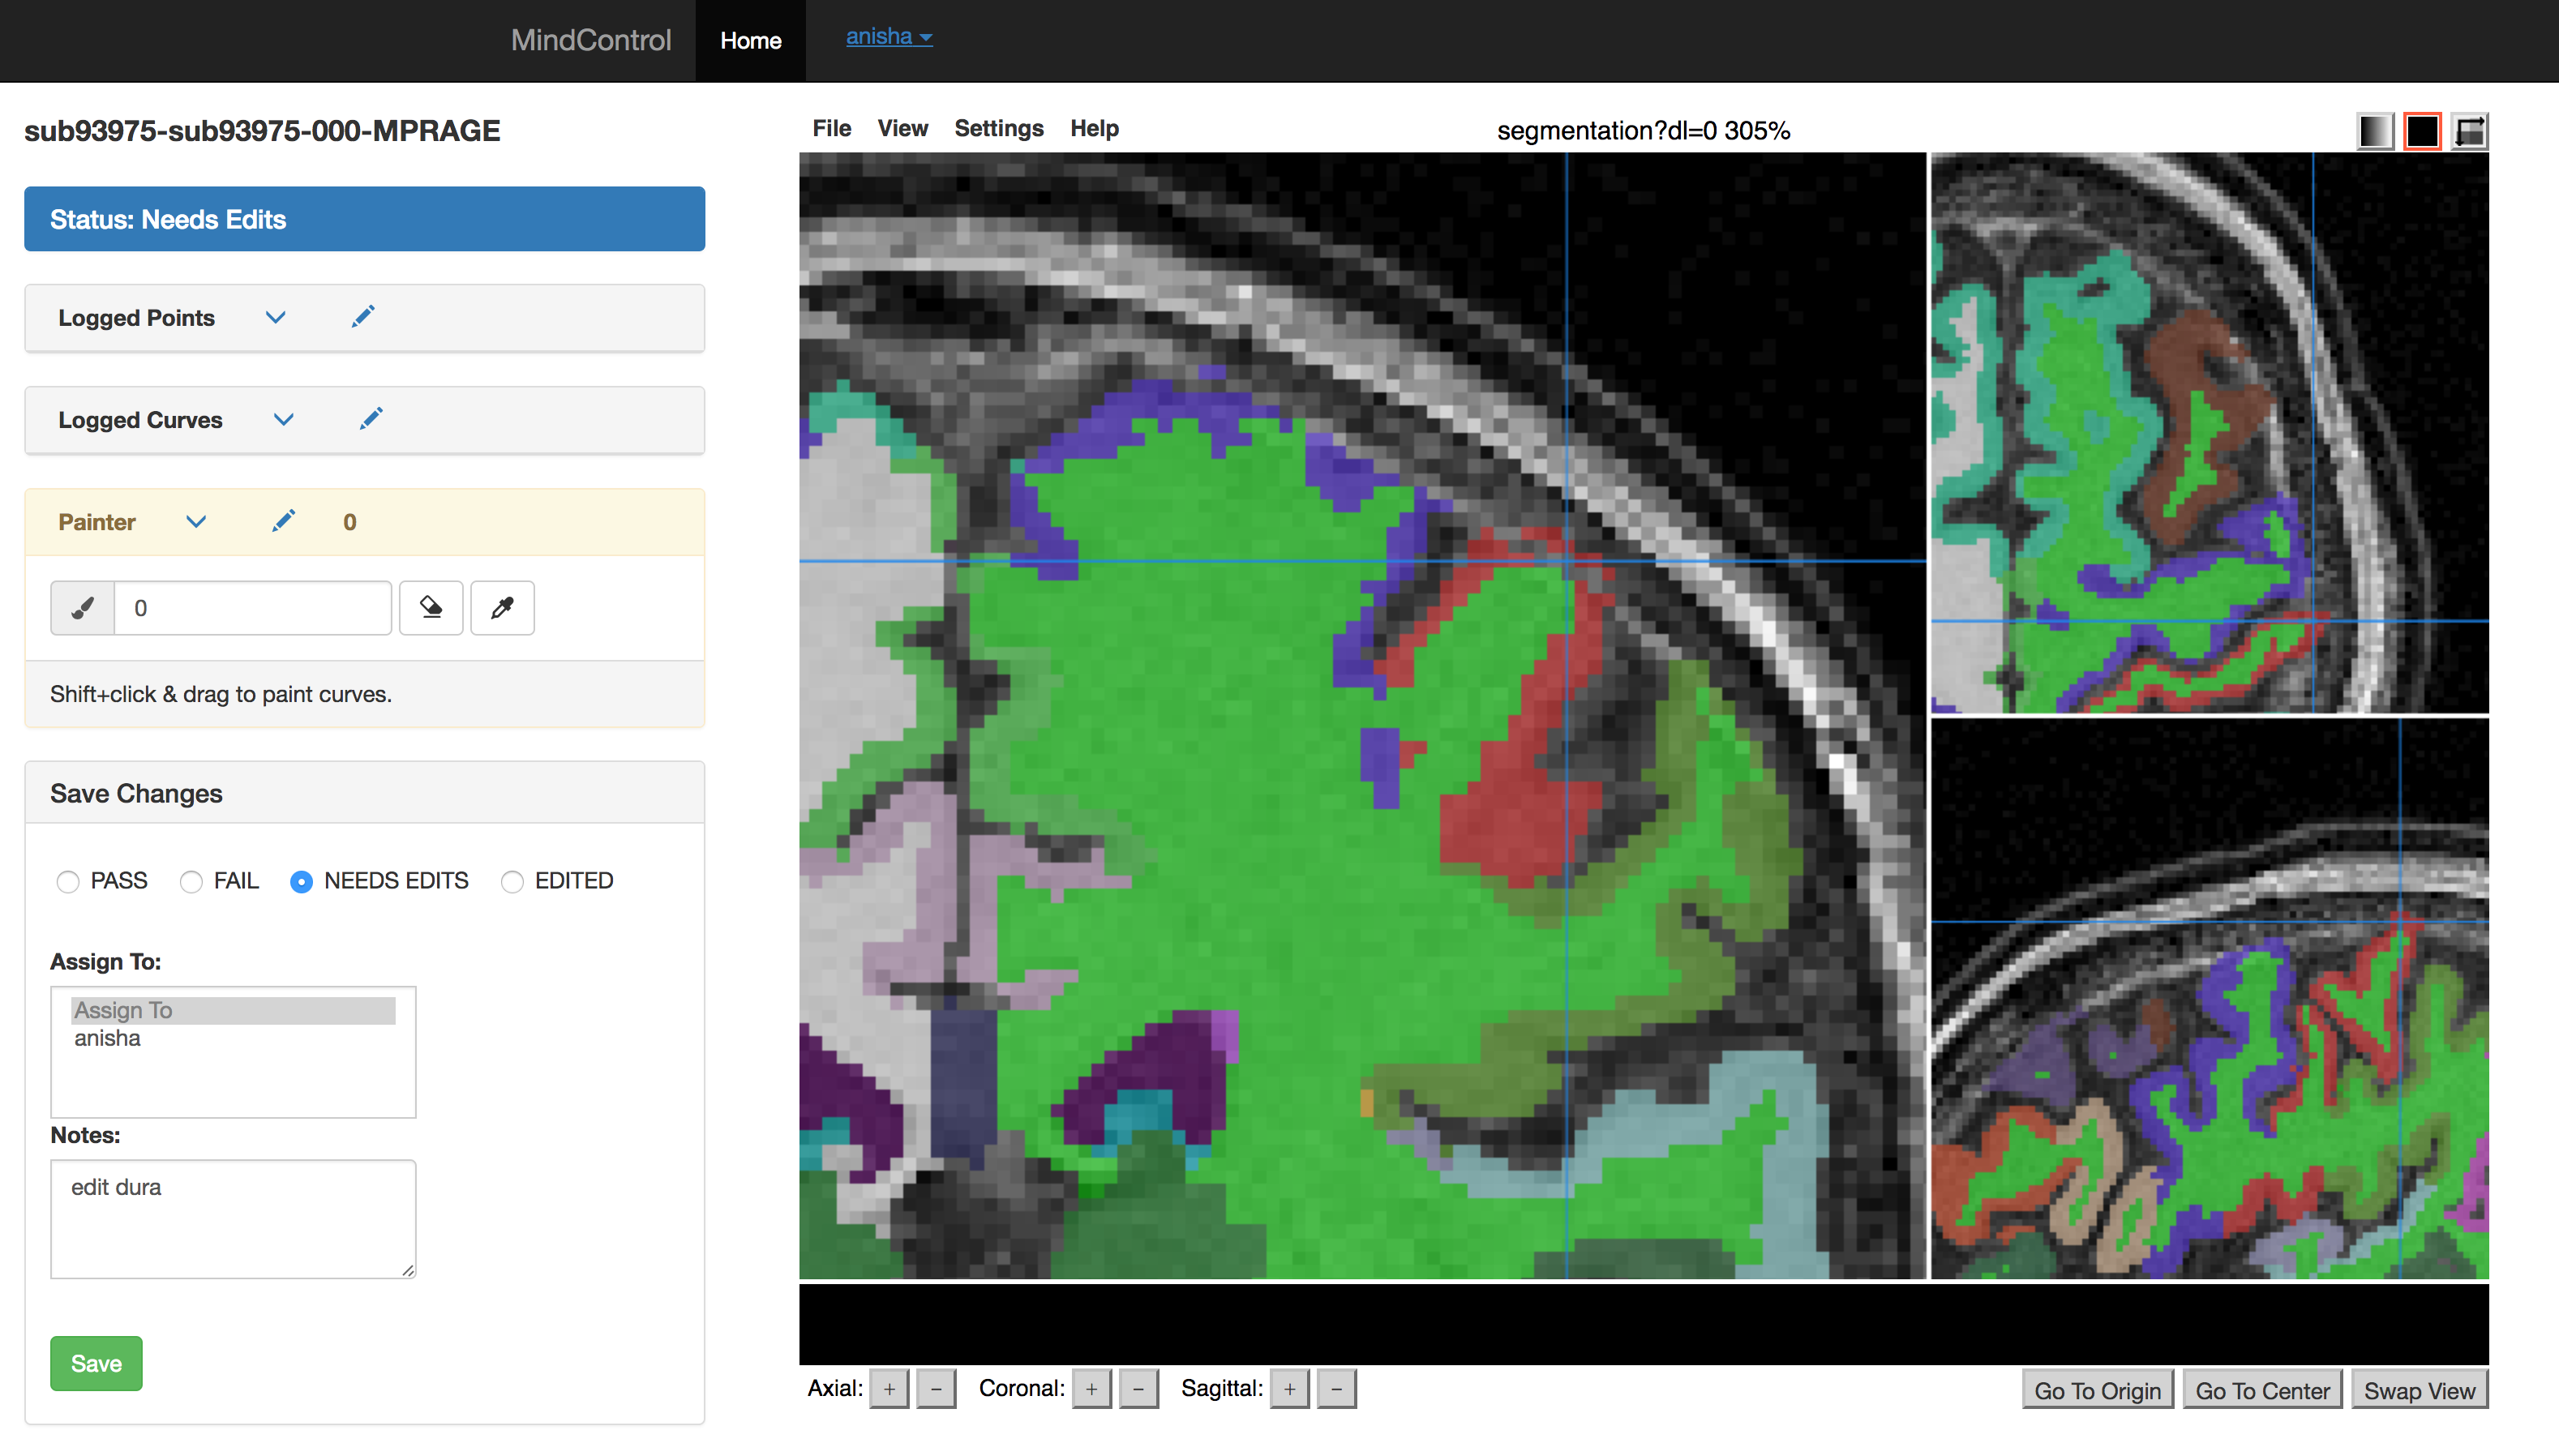 MindControl Home anisha
sub93975-sub93975-000-MPRAGE
Status: Needs Edits
Logged Points
Logged Curves
Painter 0
0
Shift+click & drag to paint curves.
Save Changes
PASS FAIL NEEDS EDITS EDITED
Assign To:
Assign To
anisha
Notes:
edit dura
Save
File View Settings Help segmentation?dl=0 305%
Axial: + - Coronal: + - Sagittal: + - Go To Origin Go To Center Swap View